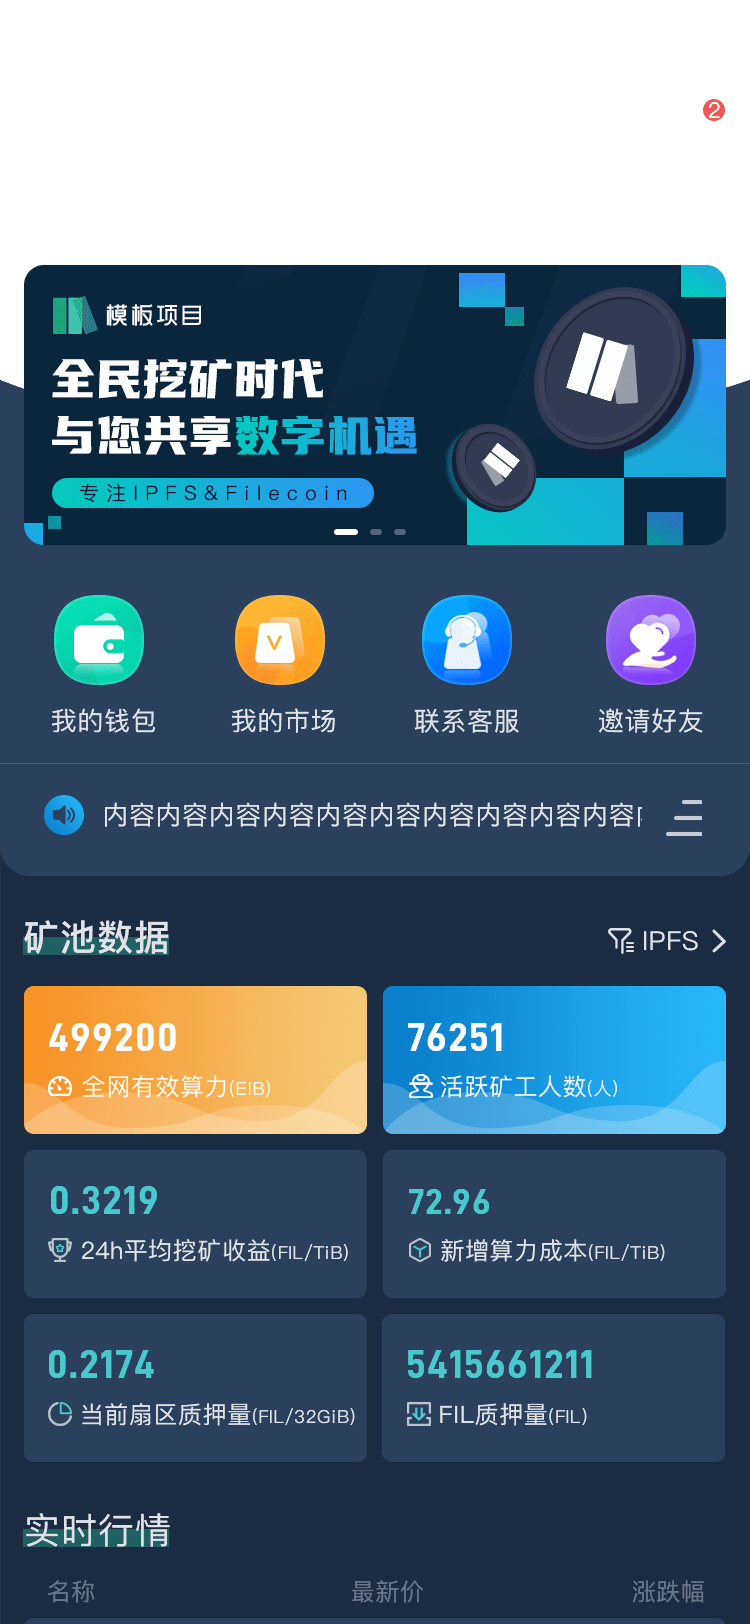 2
模板项目
全民挖矿时代
与您共享数字机遇
专注IPFS&Filecoin
我的钱包 我的市场 联系客服 邀请好友
内容内容内容内容内容内容内容内容内容内容
矿池数据 IPFS
499200 76251
全网有效算力(EIB) 活跃矿工人数(人)
0.3219 72.96
24h平均挖矿收益(FIL/TiB) 新增算力成本(FIL/TiB)
0.2174 5415661211
当前扇区质押量(FIL/32GiB) FIL质押量(FIL)
实时行情
名称 最新价 涨跌幅